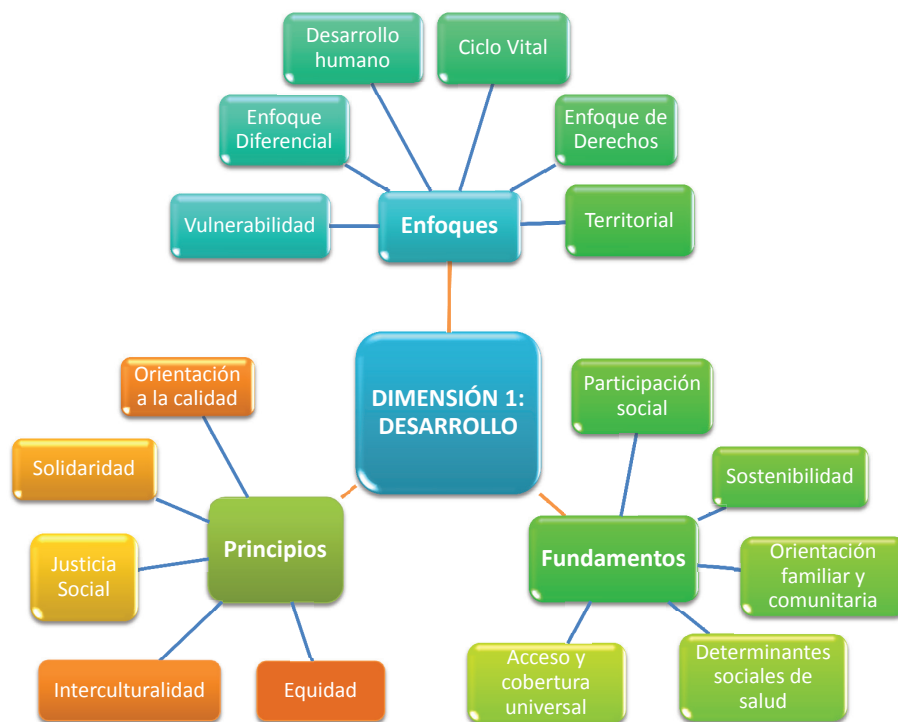 Desarrollo
humano
Ciclo Vital
Enfoque
Diferencial
Enfoque de
Derechos
Vulnerabilidad
Enfoques
Territorial
DIMENSIÓN 1:
DESARROLLO
Orientación
a la calidad
Solidaridad
Principios
Justicia
Social
Interculturalidad
Equidad
Participación
social
Sostenibilidad
Fundamentos
Orientación
familiar y
comunitaria
Acceso y
cobertura
universal
Determinantes
sociales de
salud